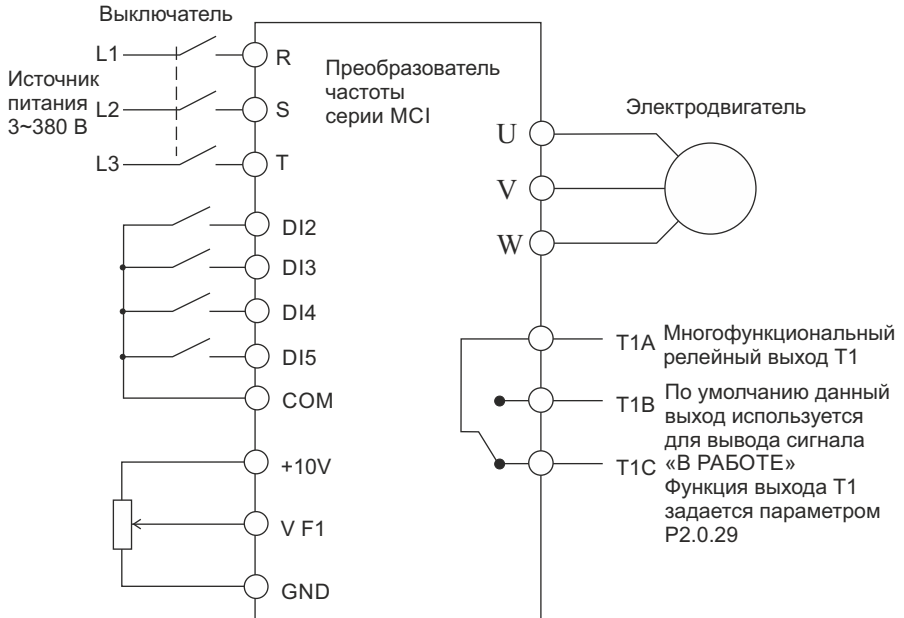 Выключатель
L1
R
Источник
питания
3~380 В
L2
S
L3
T
Преобразователь
частоты
серии MCI
Электродвигатель
U
V
W
DI2
DI3
DI4
DI5
COM
+10V
V F1
GND
T1A
Многофункциональный
релейный выход T1
T1B
По умолчанию данный
выход используется
для вывода сигнала
«В РАБОТЕ»
T1C
Функция выхода T1
задается параметром
P2.0.29